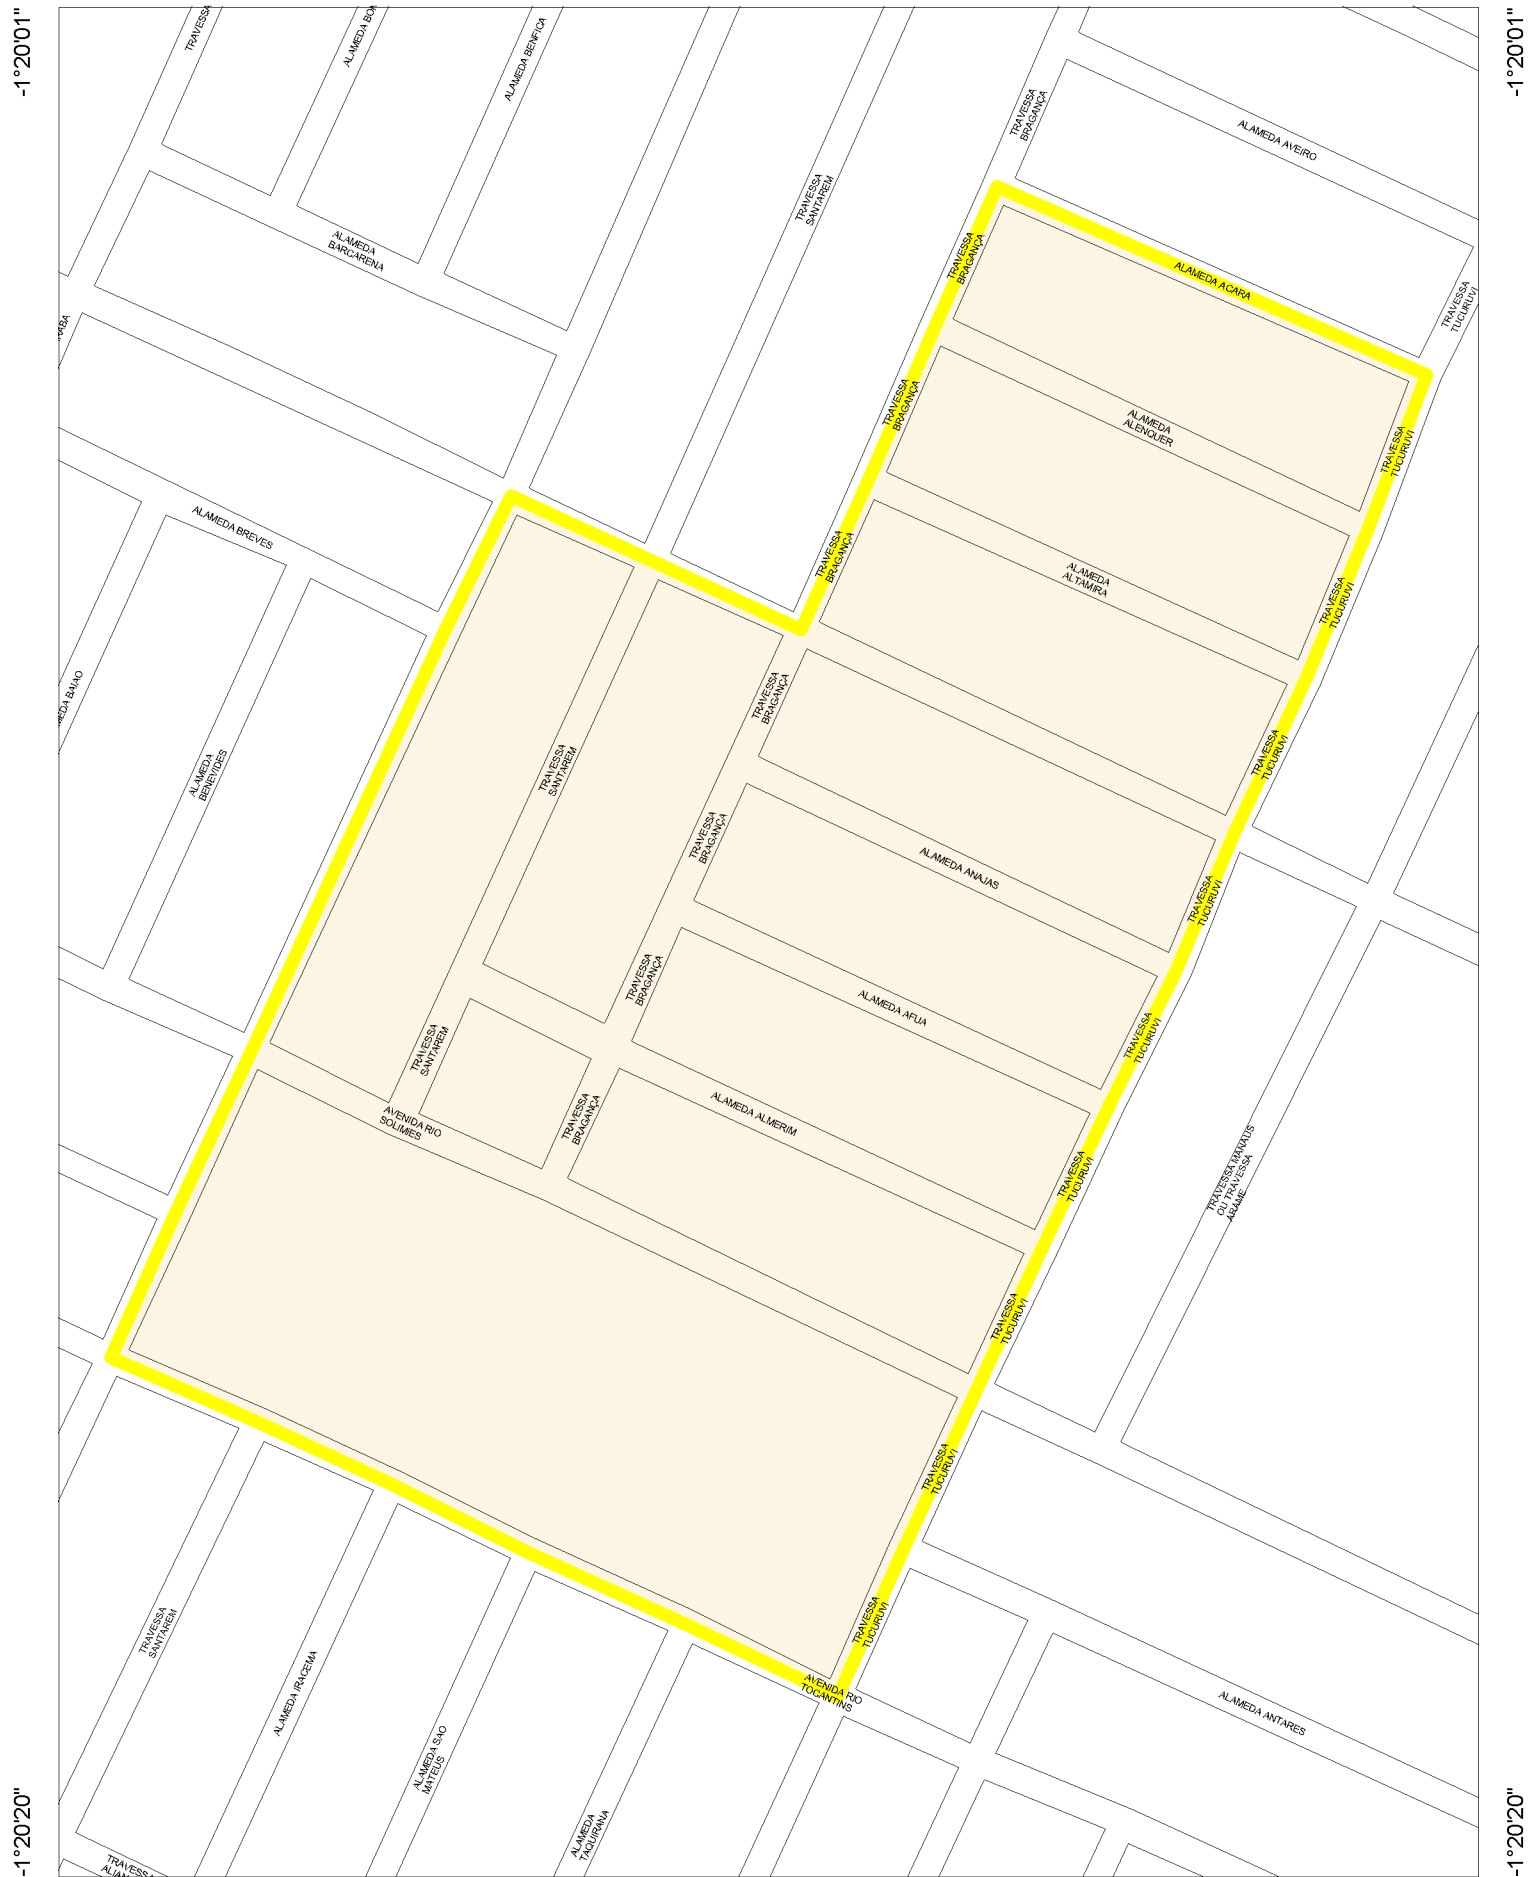 -1°20'01"
-1°20'01"
TRAVESSA
ALAMEDA BENFICA
TRAVESSA
BRAGANÇA
ALAMEDA AVEIRO
TRAVESSA
SANTAREM
ALAMEDA
BARCARENA
TRAVESSA
BRAGANÇA
ALAMEDA ACARA
TRAVESSA
TUCURUVI
TRAVESSA
BRAGANÇA
ALAMEDA
ALENQUER
TRAVESSA
TUCURUVI
ALAMEDA BREVES
TRAVESSA
BRAGANÇA
ALAMEDA
ALTAMIRA
TRAVESSA
TUCURUVI
BAIAO
TRAVESSA
BRAGANÇA
ALAMEDA
BENEVIDES
TRAVESSA
SANTAREM
TRAVESSA
TUCURUVI
TRAVESSA
BRAGANÇA
ALAMEDA ANAJAS
TRAVESSA
TUCURUVI
TRAVESSA
BRAGANÇA
ALAMEDA AFUA
TRAVESSA
SANTAREM
TRAVESSA
TUCURUVI
AVENIDA RIO
SOLIMIES
TRAVESSA
BRAGANÇA
ALAMEDA ALMERIM
TRAVESSA
TUCURUVI
TRAVESSA MANAUS
OU TRAVESSA
ARAME
TRAVESSA
TUCURUVI
TRAVESSA
TUCURUVI
TRAVESSA
SANTAREM
ALAMEDA IRACEMA
TRAVESSA
TUCURUVI
AVENIDA RIO
TOCANTINS
ALAMEDA ANTARES
ALAMEDA SAO
MATEUS
ALAMEDA
TAQUIRANA
-1°20'20"
-1°20'20"